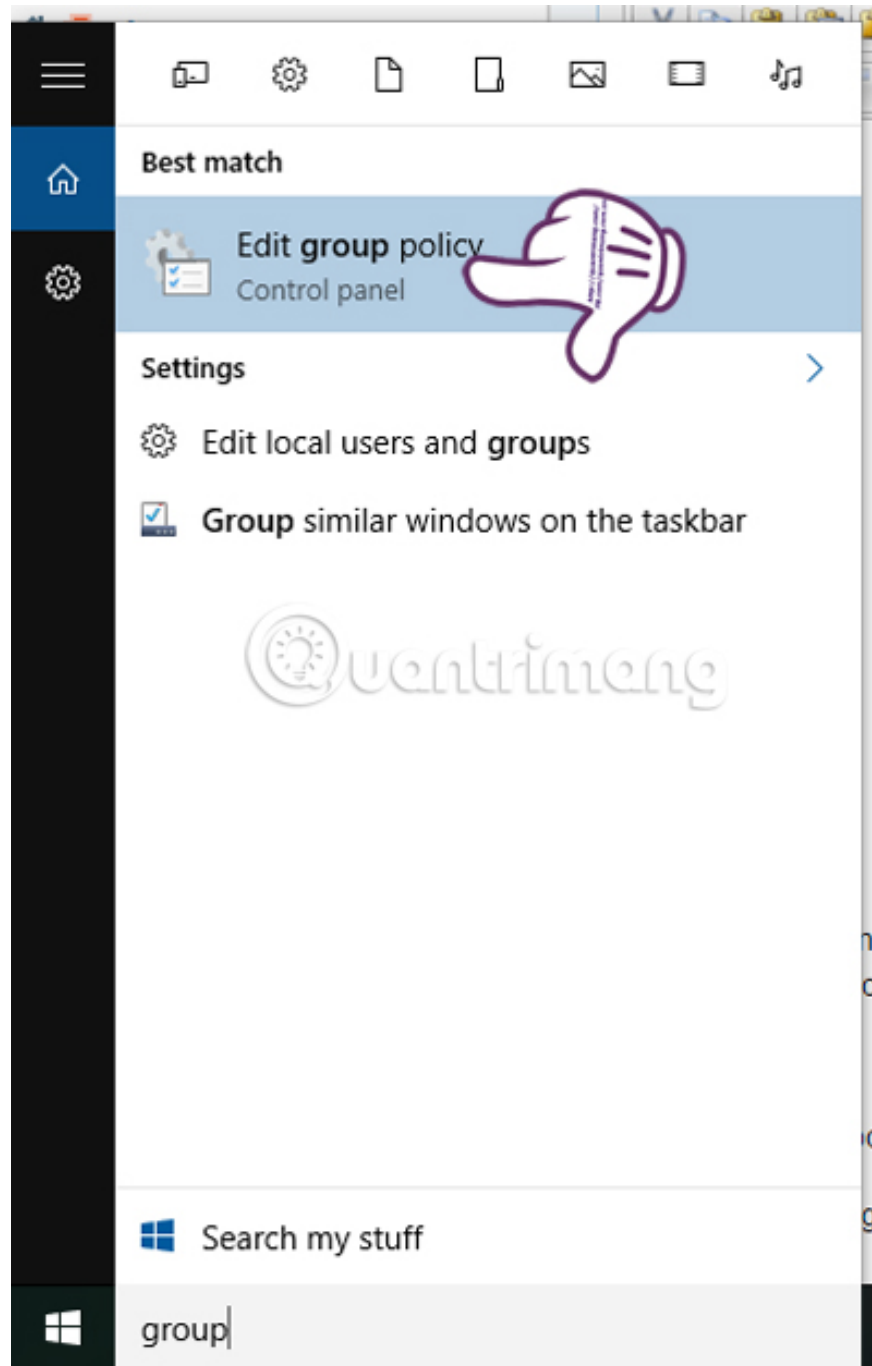 Best match
Edit group policy
Control panel
Settings
Edit local users and groups
Group similar windows on the taskbar
Quantrimang
Search my stuff
group